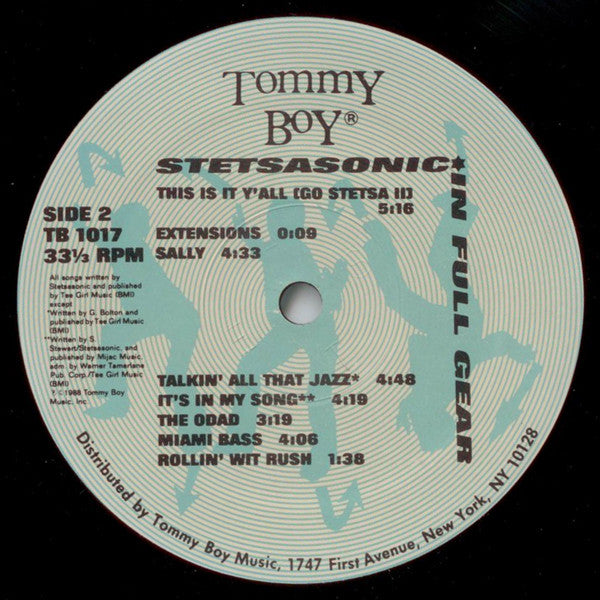 Tommy
Boy®
STETSASONIC★IN FULL GEAR
THIS IS IT Y'ALL (GO STETSA II)
5:16
SIDE 2
TB 1017
33⅓ RPM
EXTENSIONS 0:09
SALLY 4:33
All songs written by
Stetsasonic and published
by Tee Girl Music (BMI)
except
*Written by G. Bolton and
published by Tee Girl Music
(BMI)
**Written by S.
Stewart/Stetsasonic, and
published by Mijac Music,
adm. by Warner Tamerlane
Pub. Corp./Tee Girl Music
(BMI)
℗ ©1988 Tommy Boy
Music, Inc.
TALKIN' ALL THAT JAZZ* 4:48
IT'S IN MY SONG** 4:19
THE ODAD 3:19
MIAMI BASS 4:06
ROLLIN' WIT RUSH 1:38
Distributed by Tommy Boy Music, 1747 First Avenue, New York, NY 10128